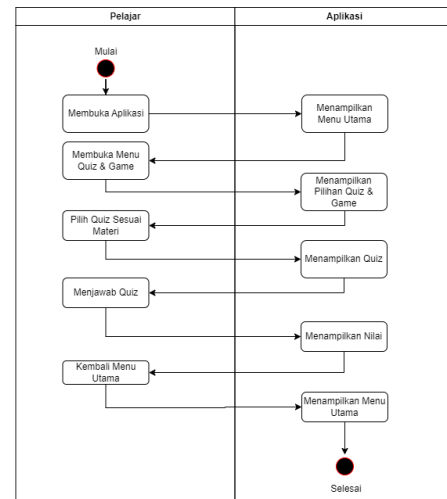 Pelajar
Aplikasi
Mulai
Membuka Aplikasi
Menampilkan
Menu Utama
Membuka Menu
Quiz & Game
Menampilkan
Pilihan Quiz &
Game
Pilih Quiz Sesuai
Materi
Menampilkan Quiz
Menjawab Quiz
Menampilkan Nilai
Kembali Menu
Utama
Menampilkan Menu
Utama
Selesai